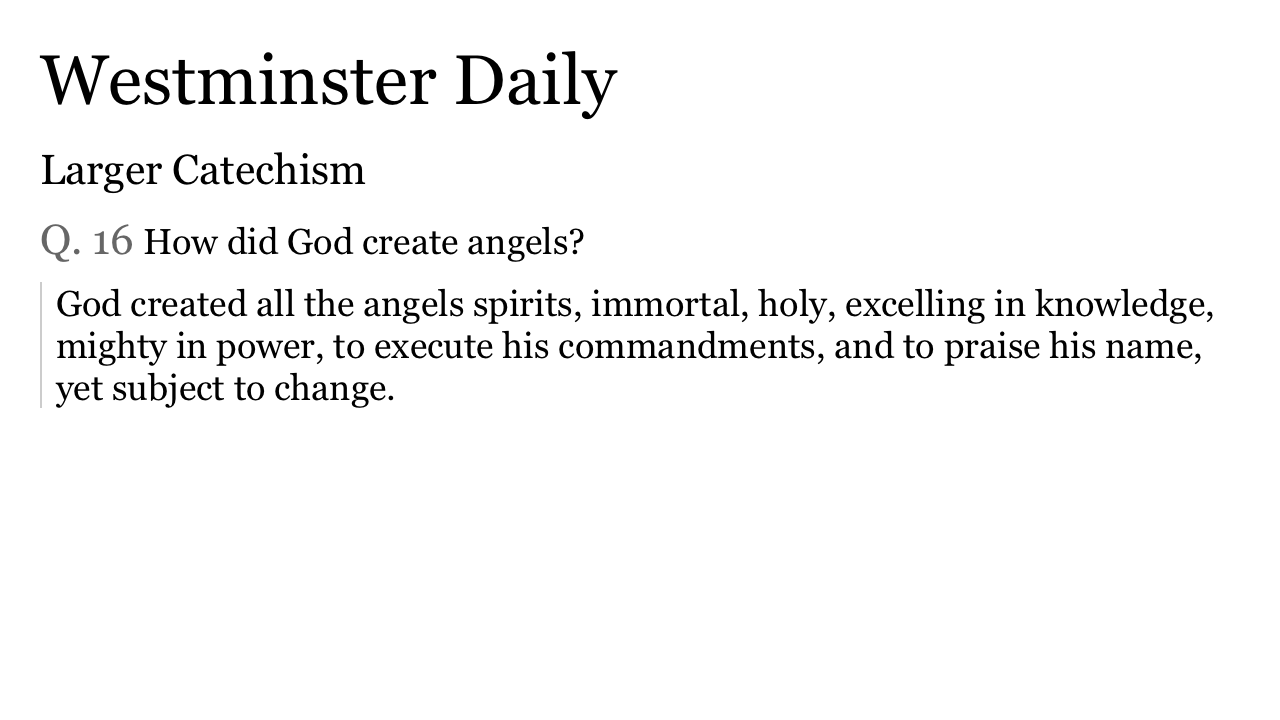 Westminster Daily
Larger Catechism
Q. 16 How did God create angels?
God created all the angels spirits, immortal, holy, excelling in knowledge,
mighty in power, to execute his commandments, and to praise his name,
yet subject to change.